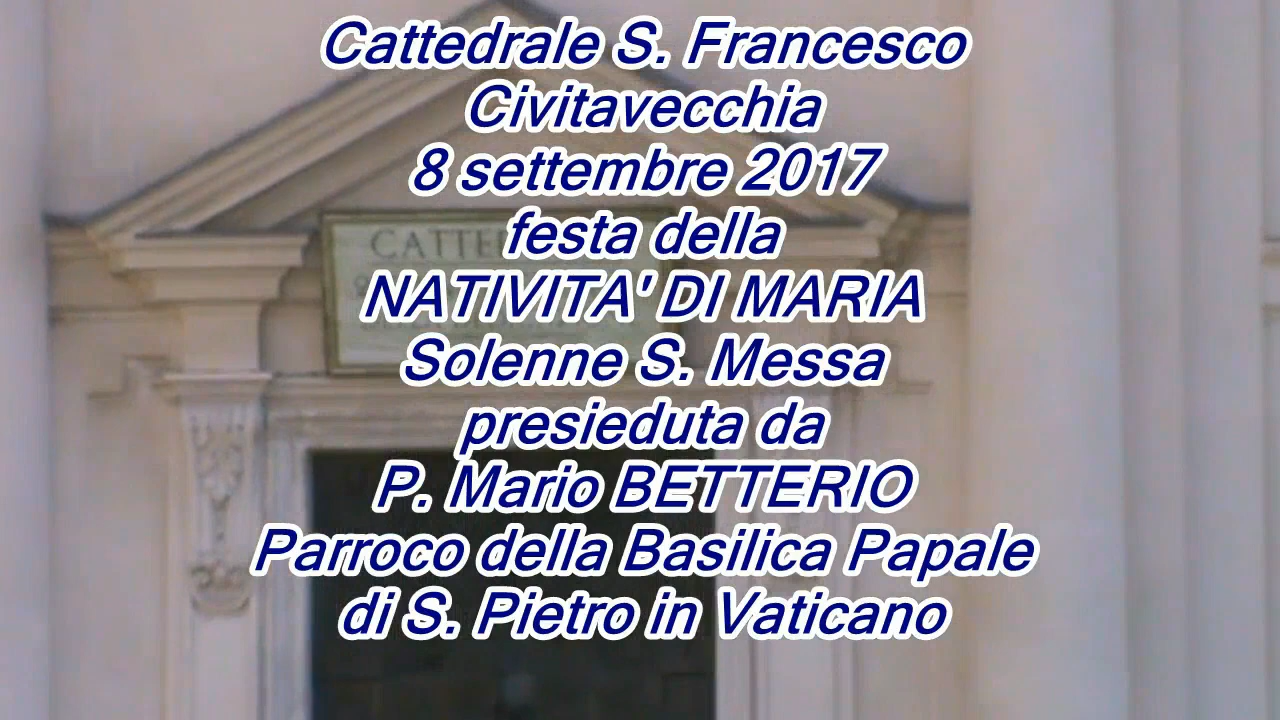 Cattedrale S. Francesco
Civitavecchia
8 settembre 2017
festa della
NATIVITA' DI MARIA
Solenne S. Messa
presieduta da
P. Mario BETTERIO
Parroco della Basilica Papale
di S. Pietro in Vaticano